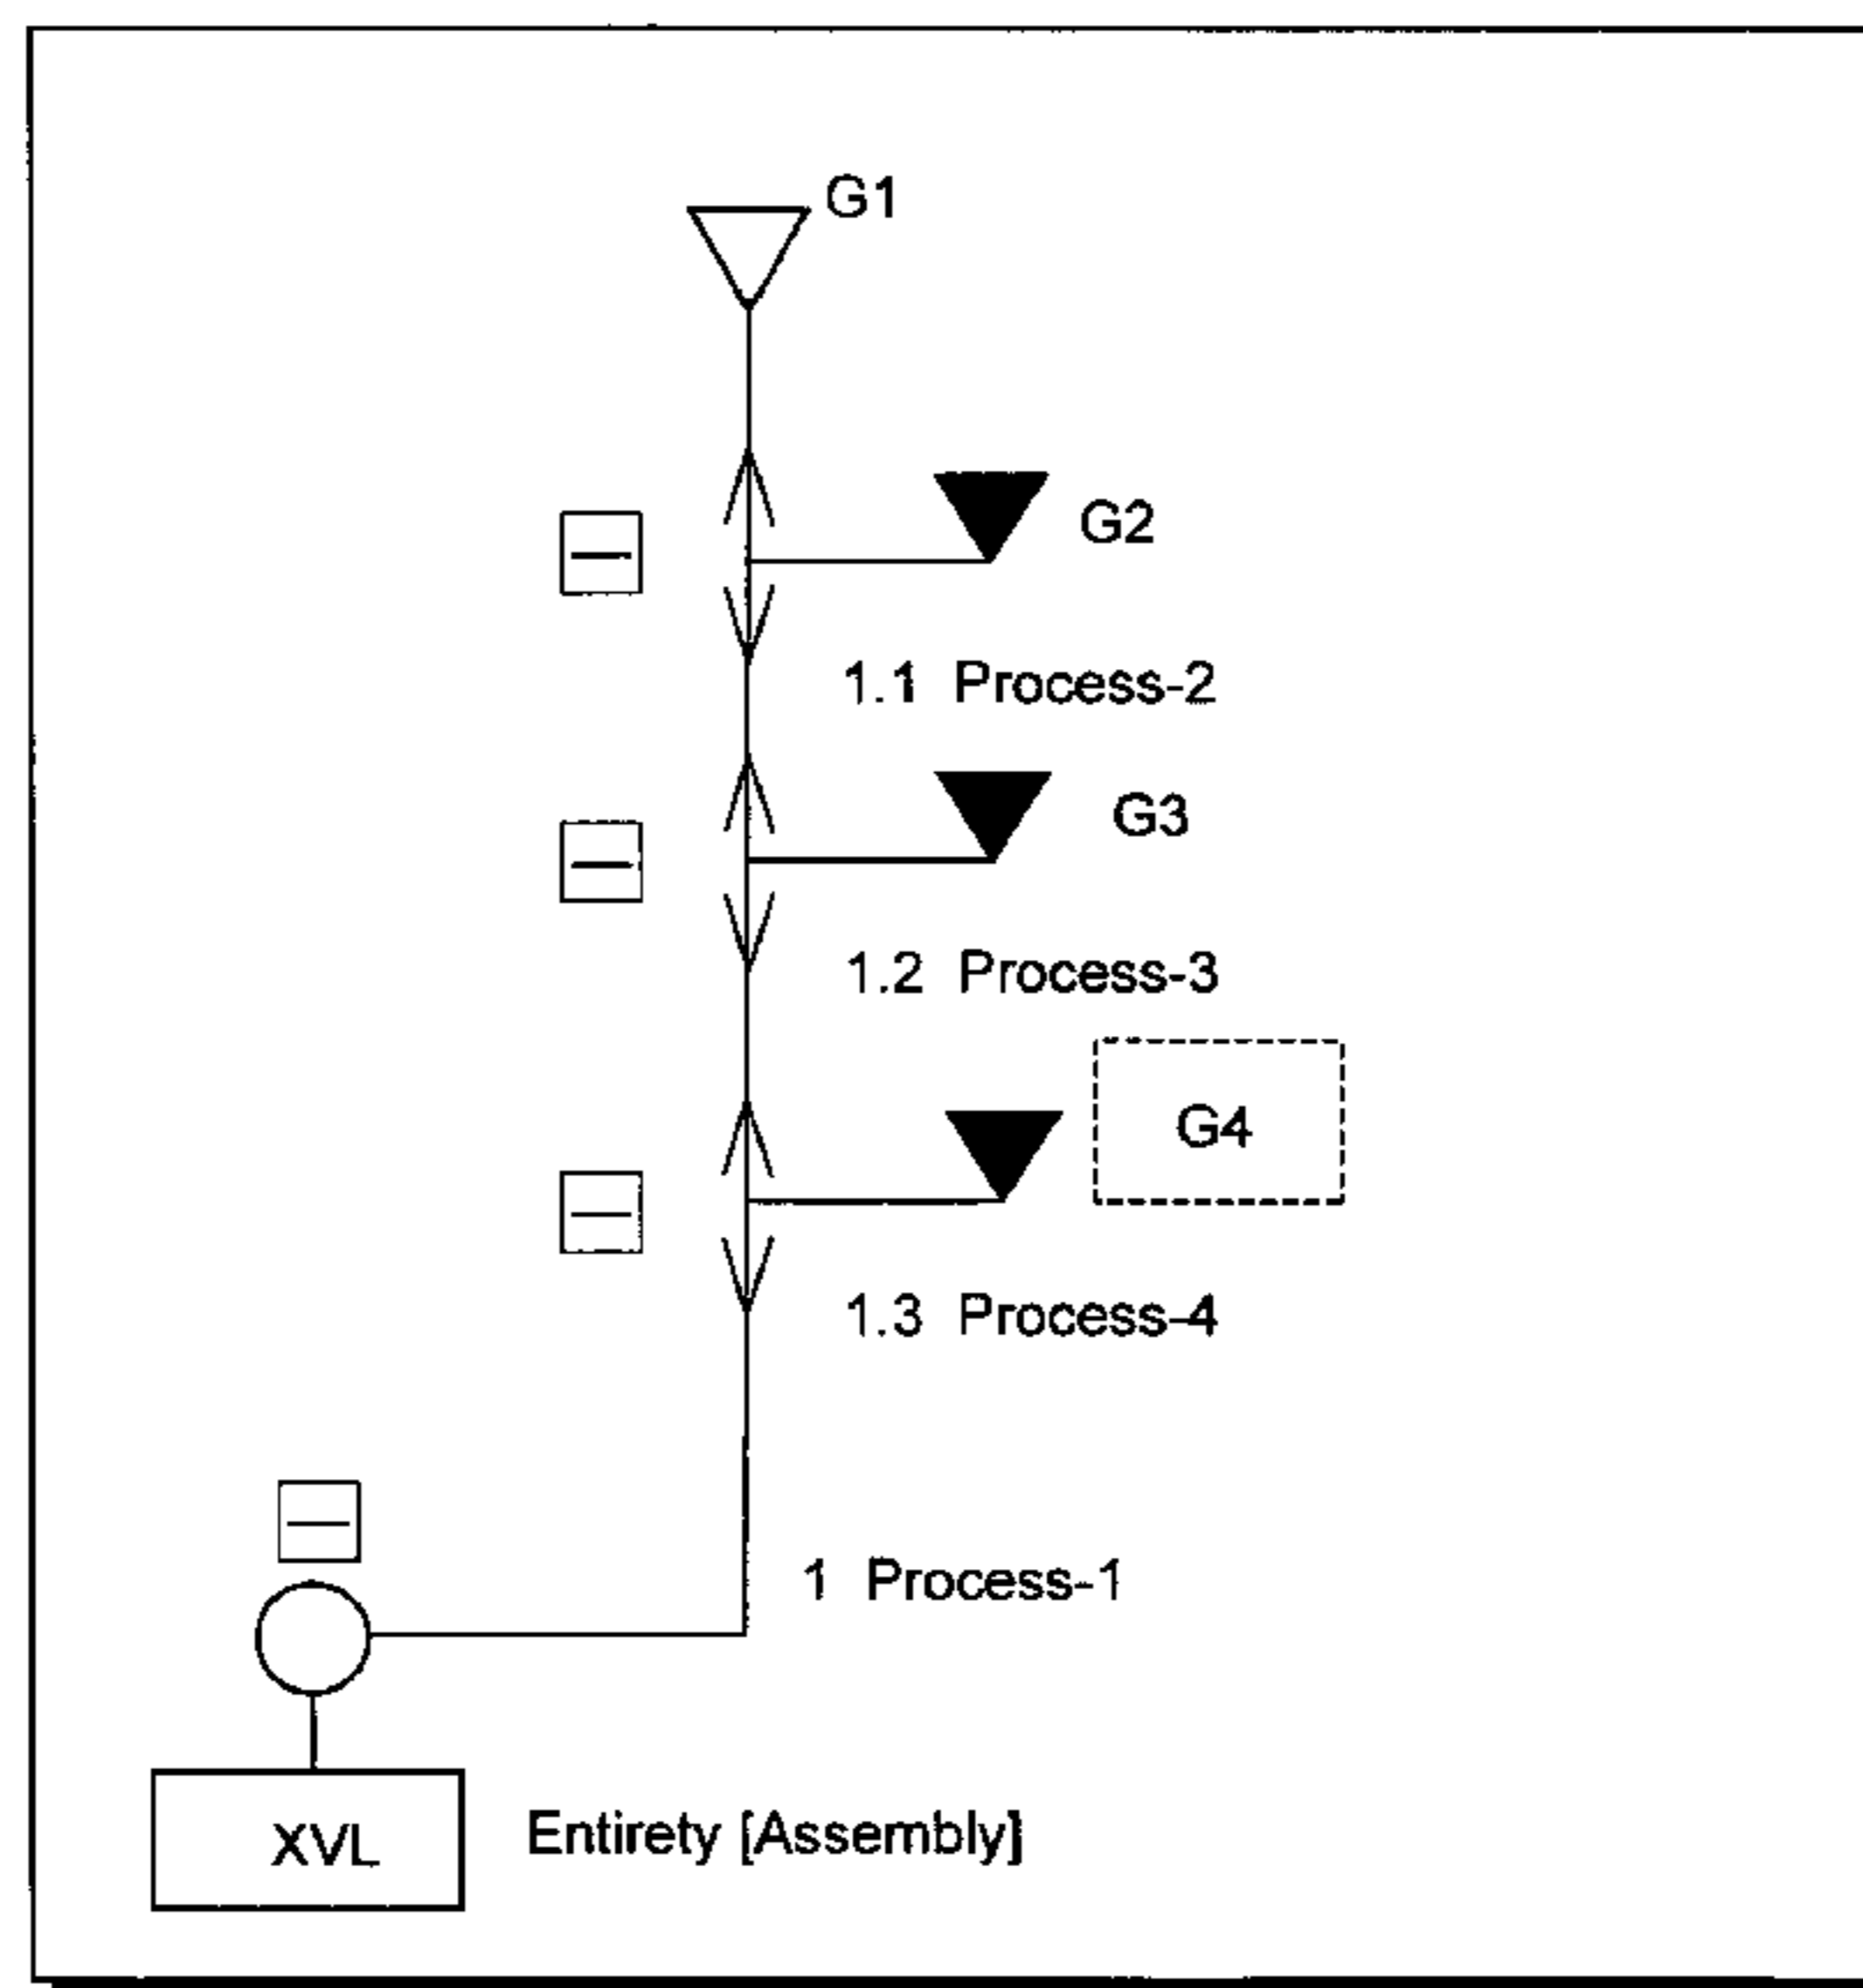 G1
G2
1.1 Process-2
G3
1.2 Process-3
G4
1.3 Process-4
1 Process-1
XVL Entirety [Assembly]